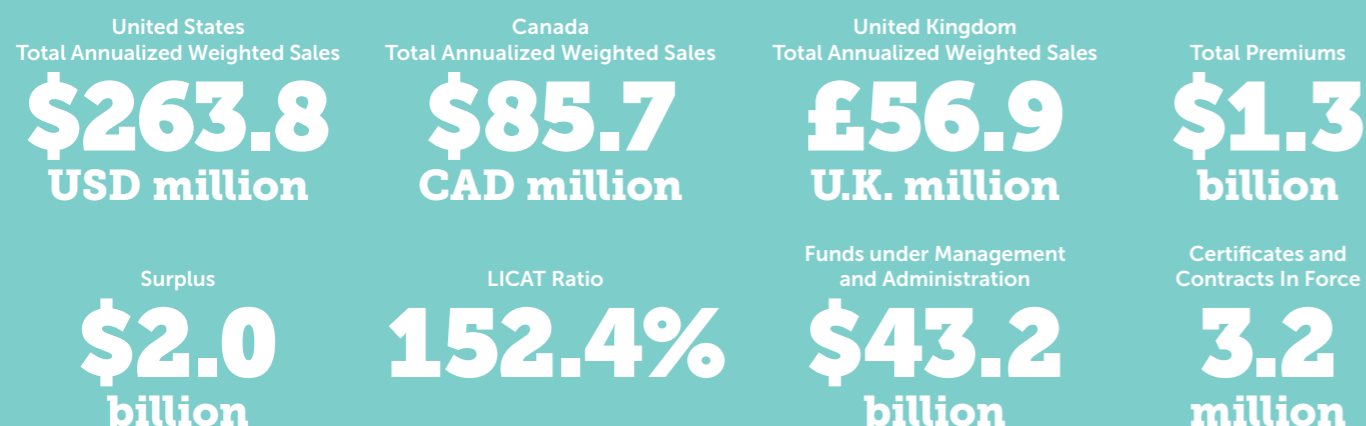 United States
Total Annualized Weighted Sales
$263.8
USD million
Canada
Total Annualized Weighted Sales
$85.7
CAD million
United Kingdom
Total Annualized Weighted Sales
£56.9
U.K. million
Total Premiums
$1.3
billion
Surplus
$2.0
billion
LICAT Ratio
152.4%
Funds under Management
and Administration
$43.2
billion
Certificates and
Contracts In Force
3.2
million